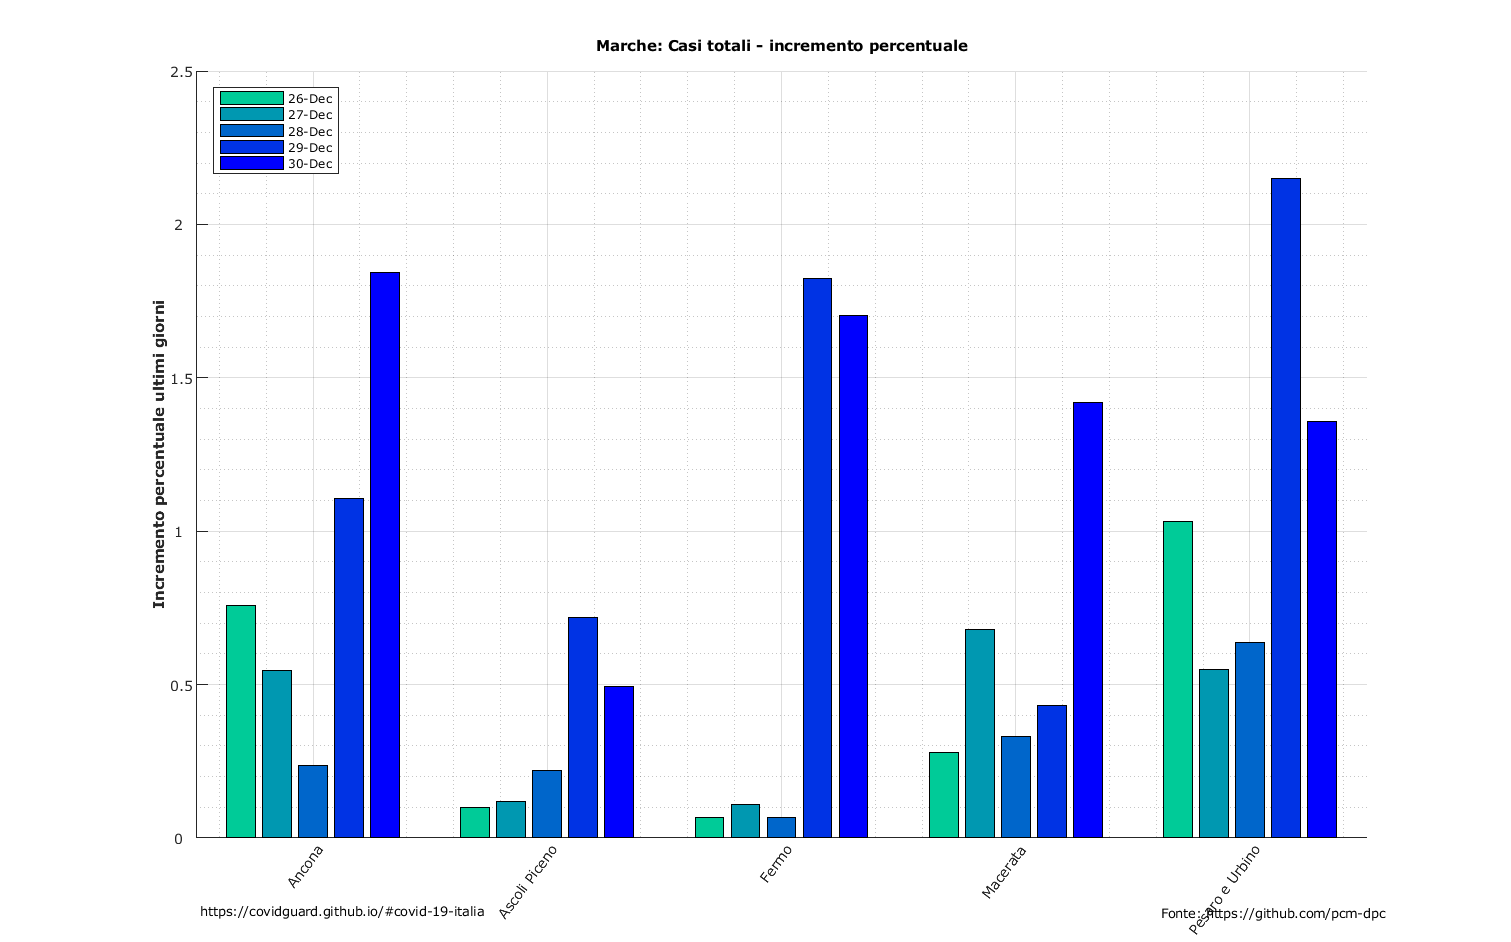 Marche: Casi totali - incremento percentuale
2.5
2
1.5
1
0.5
0
Incremento percentuale ultimi giorni
26-Dec
27-Dec
28-Dec
29-Dec
30-Dec
Ancona
Ascoli Piceno
Fermo
Macerata
Pesaro e Urbino
https://covidguard.github.io/#covid-19-italia
Fonte: https://github.com/pcm-dpc